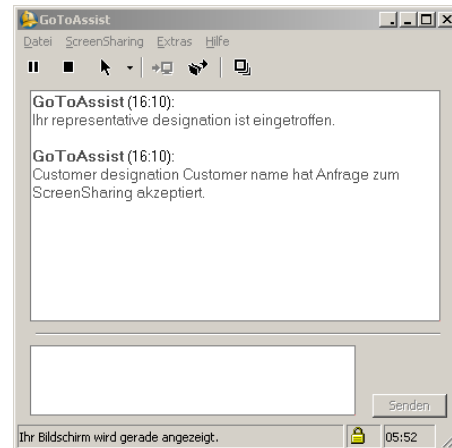 GoToAssist
Datei ScreenSharing Extras Hilfe
GoToAssist (16:10):
Ihr representative designation ist eingetroffen.
GoToAssist (16:10):
Customer designation Customer name hat Anfrage zum
ScreenSharing akzeptiert.
Senden
Ihr Bildschirm wird gerade angezeigt.
05:52